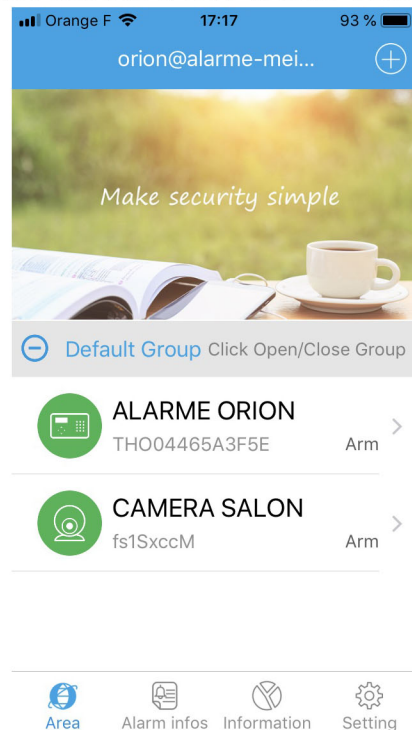 Orange F 17:17 93 %
orion@alarme-mei...
Make security simple
Default Group Click Open/Close Group
ALARME ORION
THO04465A3F5E Arm
CAMERA SALON
fs1SxccM Arm
Area Alarm infos Information Setting